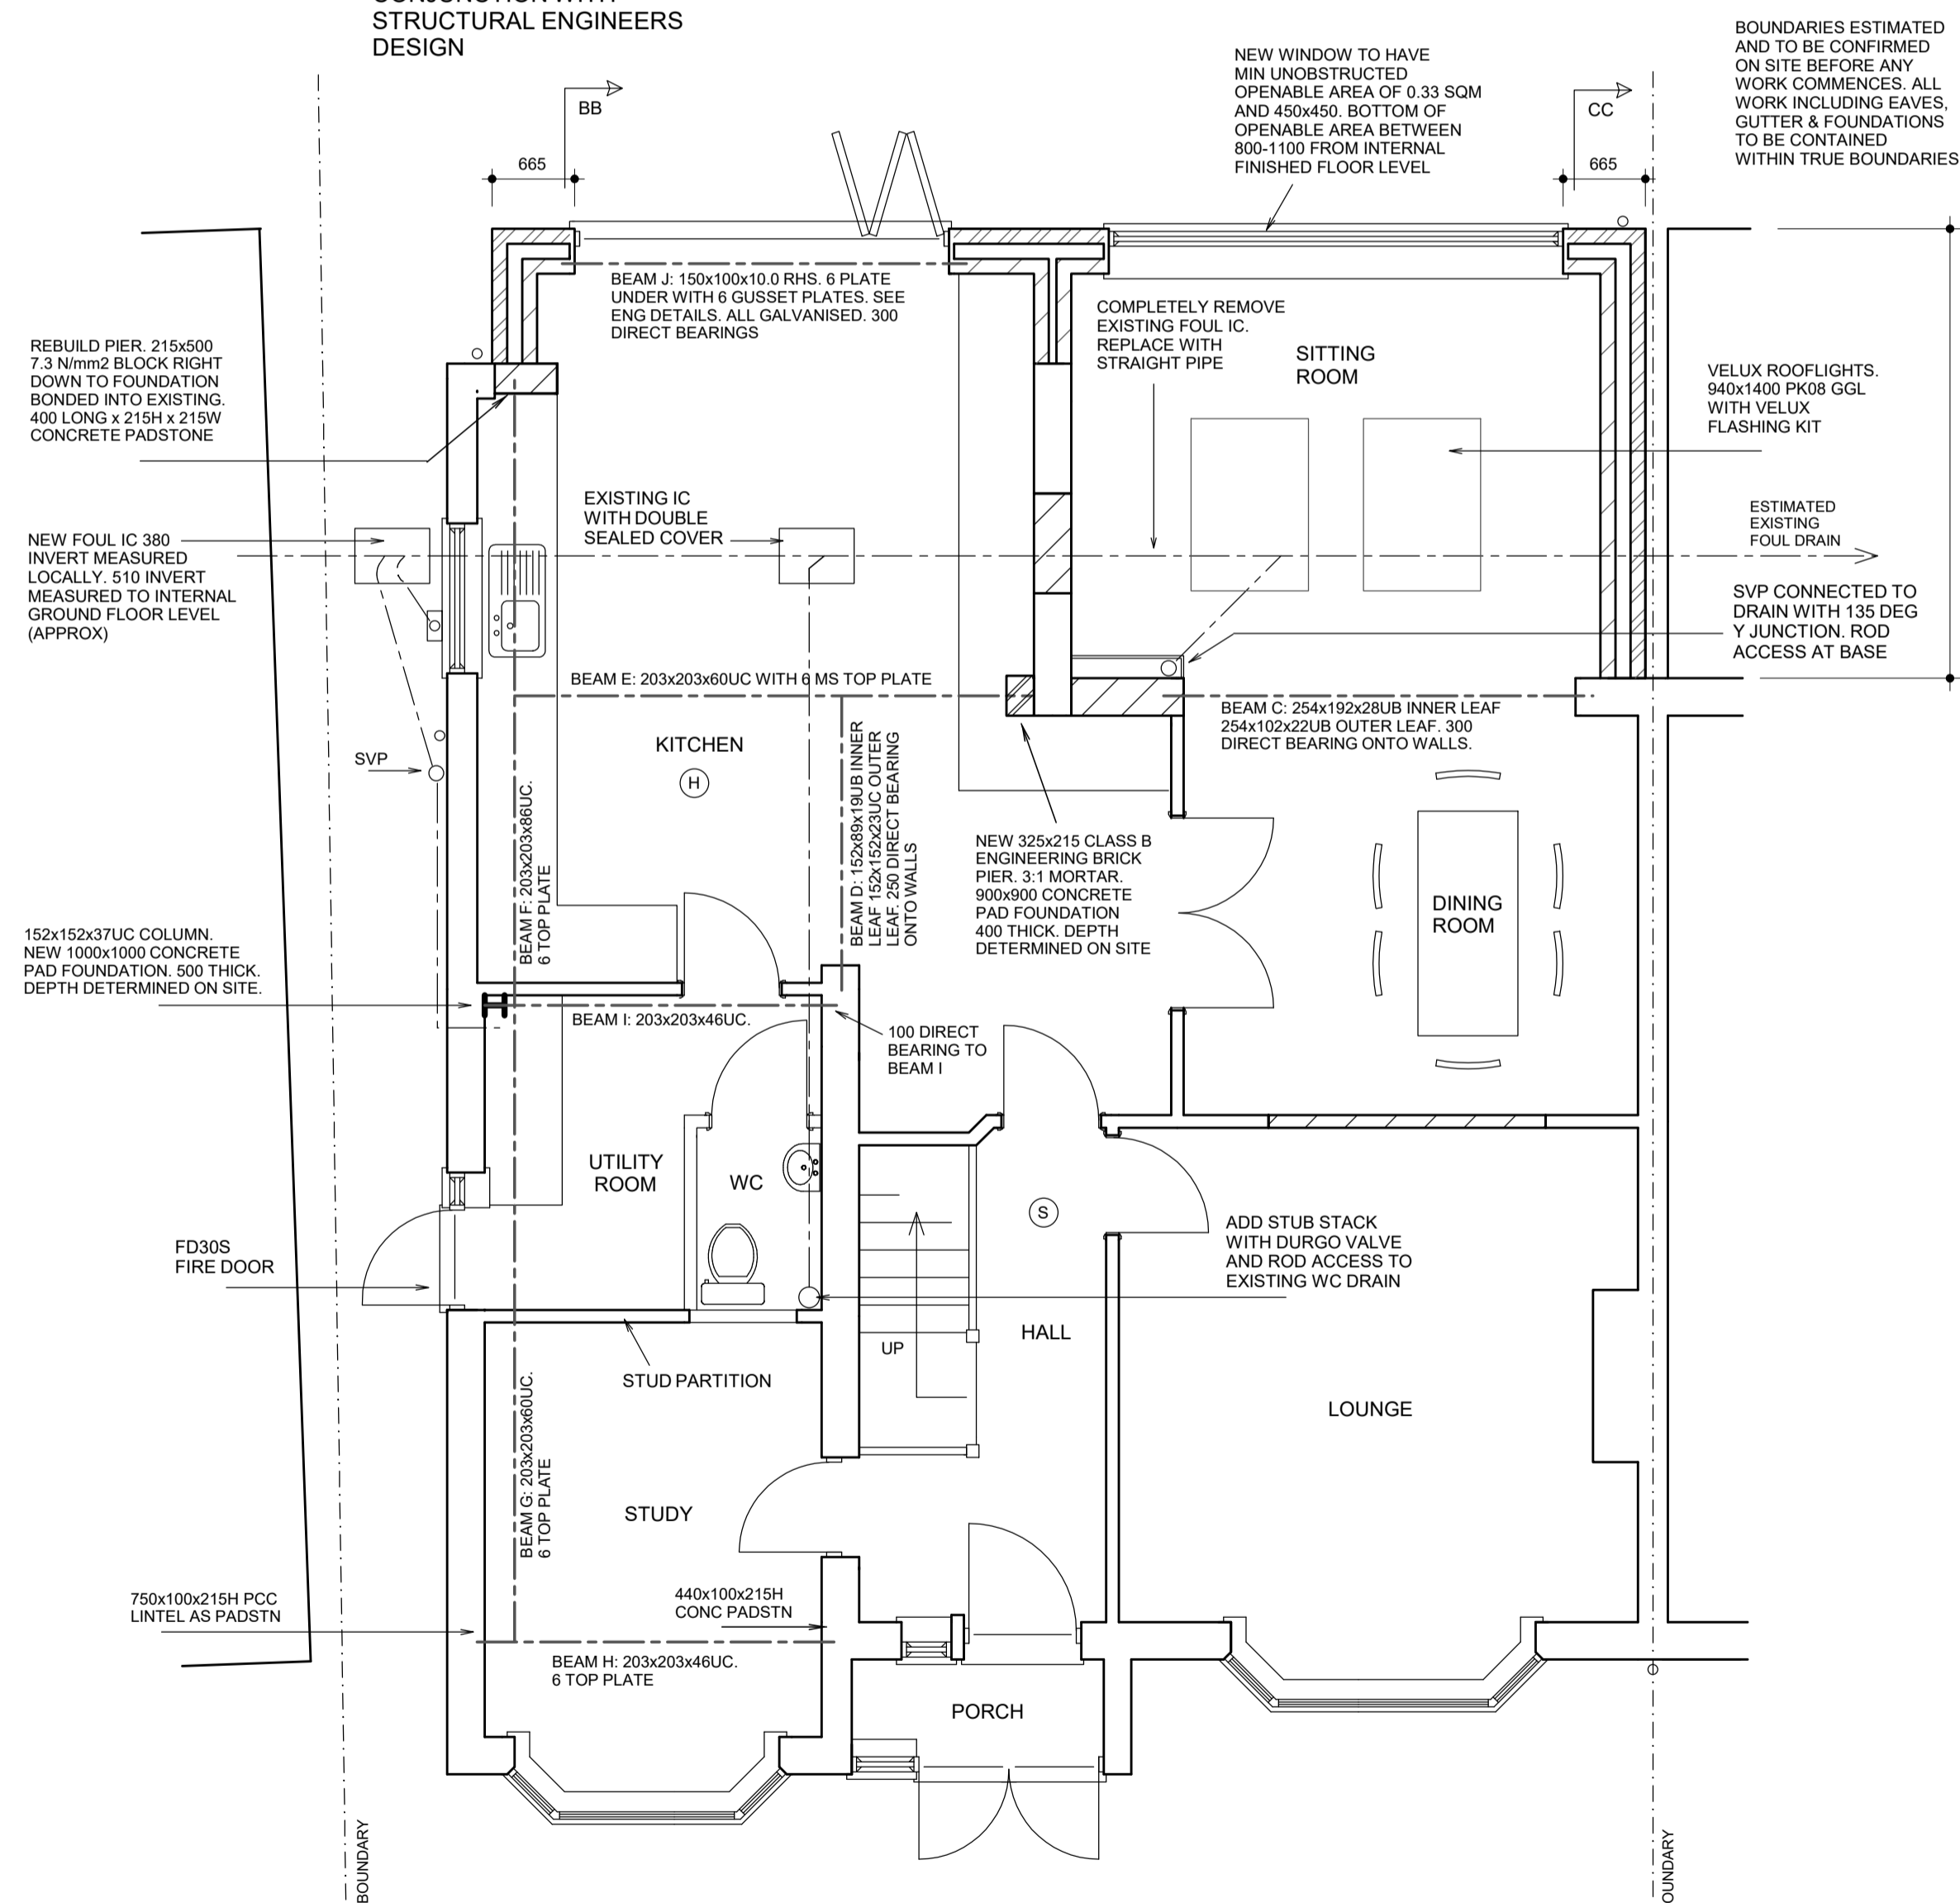 CONJUNCTION WITH
STRUCTURAL ENGINEERS
DESIGN
BOUNDARIES ESTIMATED
AND TO BE CONFIRMED
ON SITE BEFORE ANY
WORK COMMENCES. ALL
WORK INCLUDING EAVES,
GUTTER & FOUNDATIONS
TO BE CONTAINED
WITHIN TRUE BOUNDARIES
NEW WINDOW TO HAVE
MIN UNOBSTRUCTED
OPENABLE AREA OF 0.33 SQM
AND 450x450. BOTTOM OF
OPENABLE AREA BETWEEN
800-1100 FROM INTERNAL
FINISHED FLOOR LEVEL
BB
CC
665
665
BEAM J: 150x100x10.0 RHS. 6 PLATE
UNDER WITH 6 GUSSET PLATES. SEE
ENG DETAILS. ALL GALVANISED. 300
DIRECT BEARINGS
COMPLETELY REMOVE
EXISTING FOUL IC.
REPLACE WITH
STRAIGHT PIPE
SITTING
ROOM
REBUILD PIER. 215x500
7.3 N/mm2 BLOCK RIGHT
DOWN TO FOUNDATION
BONDED INTO EXISTING.
400 LONG x 215H x 215W
CONCRETE PADSTONE
VELUX ROOFLIGHTS.
940x1400 PK08 GGL
WITH VELUX
FLASHING KIT
EXISTING IC
WITH DOUBLE
SEALED COVER
NEW FOUL IC 380
INVERT MEASURED
LOCALLY. 510 INVERT
MEASURED TO INTERNAL
GROUND FLOOR LEVEL
(APPROX)
ESTIMATED
EXISTING
FOUL DRAIN
SVP CONNECTED TO
DRAIN WITH 135 DEG
Y JUNCTION. ROD
ACCESS AT BASE
BEAM E: 203x203x60UC WITH 6 MS TOP PLATE
BEAM C: 254x192x28UB INNER LEAF
254x102x22UB OUTER LEAF. 300
DIRECT BEARING ONTO WALLS.
KITCHEN
H
SVP
BEAM F: 203x203x86UC.
6 TOP PLATE
BEAM D: 152x89x19UB INNER
LEAF 152x152x23UC OUTER
LEAF. 250 DIRECT BEARING
ONTO WALLS
NEW 325x215 CLASS B
ENGINEERING BRICK
PIER. 3:1 MORTAR.
900x900 CONCRETE
PAD FOUNDATION
400 THICK. DEPTH
DETERMINED ON SITE
DINING
ROOM
152x152x37UC COLUMN.
NEW 1000x1000 CONCRETE
PAD FOUNDATION. 500 THICK.
DEPTH DETERMINED ON SITE.
BEAM I: 203x203x46UC.
100 DIRECT
BEARING TO
BEAM I
UTILITY
ROOM
WC
S
ADD STUB STACK
WITH DURGO VALVE
AND ROD ACCESS TO
EXISTING WC DRAIN
FD30S
FIRE DOOR
HALL
UP
STUD PARTITION
LOUNGE
BEAM G: 203x203x60UC.
6 TOP PLATE
STUDY
750x100x215H PCC
LINTEL AS PADSTN
440x100x215H
CONC PADSTN
BEAM H: 203x203x46UC.
6 TOP PLATE
PORCH
BOUNDARY
OUNDARY